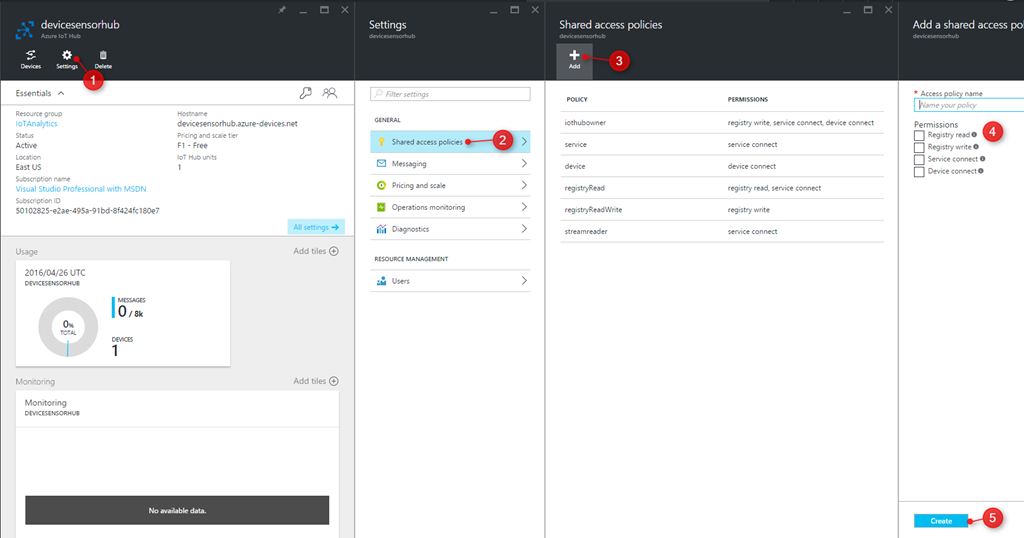 devicesensorhub
Azure IoT Hub
Devices
Settings
Delete
1
Essentials
Resource group
IoTAnalytics
Status
Active
Location
East US
Subscription name
Visual Studio Professional with MSDN
Subscription ID
50102825-e2ae-495a-91bd-8f424fc180e7
Hostname
devicesensorhub.azure-devices.net
Pricing and scale tier
F1 - Free
IoT Hub units
1
All settings
Usage
Add tiles
2016/04/26 UTC
DEVICESENSORHUB
0%
TOTAL
MESSAGES
0 / 8k
DEVICES
1
Monitoring
Add tiles
Monitoring
DEVICESENSORHUB
No available data.
Settings
devicesensorhub
Filter settings
GENERAL
Shared access policies
2
Messaging
Pricing and scale
Operations monitoring
Diagnostics
RESOURCE MANAGEMENT
Users
Shared access policies
devicesensorhub
Add
3
POLICY PERMISSIONS
iothubowner registry write, service connect, device connect
service service connect
device device connect
registryRead registry read, service connect
registryReadWrite registry write
streamreader service connect
Add a shared access pol
devicesensorhub
* Access policy name
Name your policy
Permissions
4
Registry read
Registry write
Service connect
Device connect
Create
5